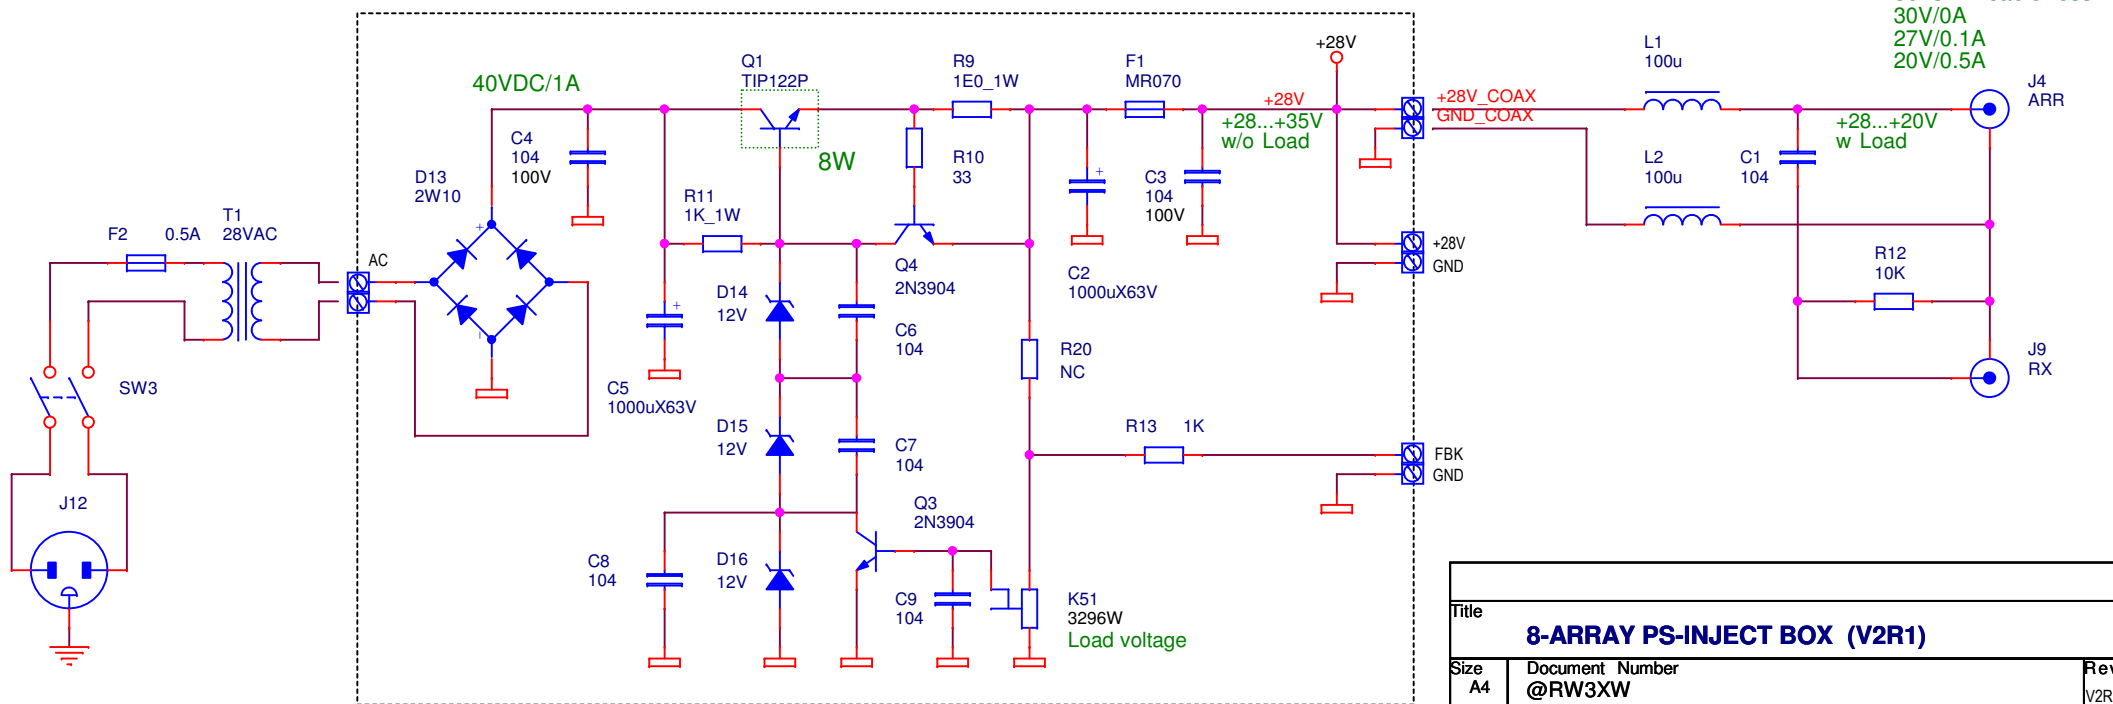 30V/0A
27V/0.1A
20V/0.5A
40VDC/1A
Q1
TIP122P
8W
R9
1E0_1W
F1
MR070
+28V
+28V
+28...+35V
w/o Load
+28V_COAX
GND_COAX
L1
100u
J4
ARR
+28...+20V
w Load
C4
104
100V
R10
33
D13
2W10
R11
1K_1W
C3
104
100V
L2
100u
C1
104
F2
0.5A
T1
28VAC
AC
Q4
2N3904
C2
1000uX63V
+28V
GND
R12
10K
D14
12V
C6
104
SW3
C5
1000uX63V
R20
NC
J9
RX
D15
12V
C7
104
R13
1K
FBK
GND
J12
Q3
2N3904
C8
104
D16
12V
C9
104
K51
3296W
Load voltage
Title
8-ARRAY PS-INJECT BOX (V2R1)
Size
A4
Document Number
@RW3XW
Rev
V2R